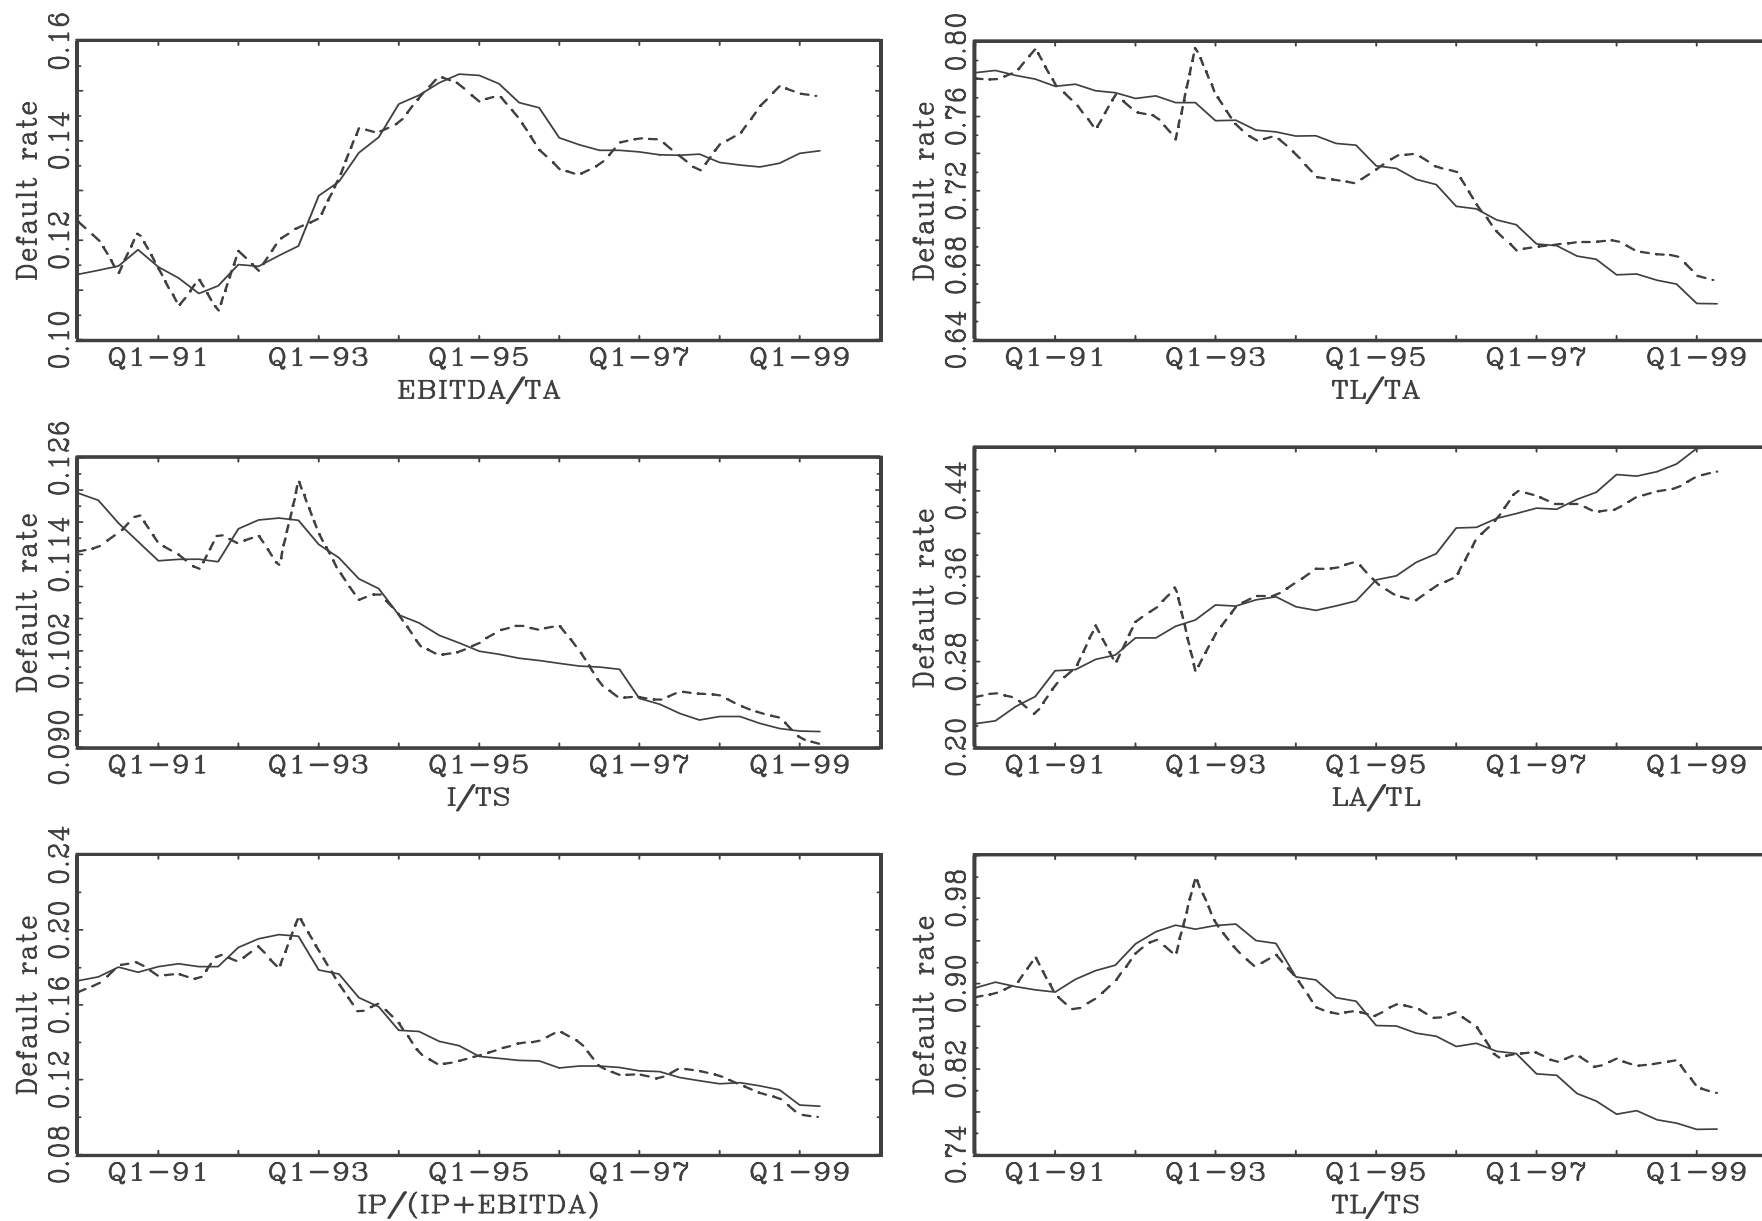 0.10 0.12 0.14 0.16
Default rate
Q1-91 Q1-93 Q1-95 Q1-97 Q1-99
EBITDA/TA
0.64 0.68 0.72 0.76 0.80
Default rate
Q1-91 Q1-93 Q1-95 Q1-97 Q1-99
TL/TA
0.090 0.102 0.114 0.114 0.126
Default rate
Q1-91 Q1-93 Q1-95 Q1-97 Q1-99
I/TS
0.20 0.28 0.36 0.44
Default rate
Q1-91 Q1-93 Q1-95 Q1-97 Q1-99
LA/TL
0.08 0.12 0.16 0.20 0.24
Default rate
Q1-91 Q1-93 Q1-95 Q1-97 Q1-99
IP/(IP+EBITDA)
0.74 0.82 0.90 0.98
Default rate
Q1-91 Q1-93 Q1-95 Q1-97 Q1-99
TL/TS